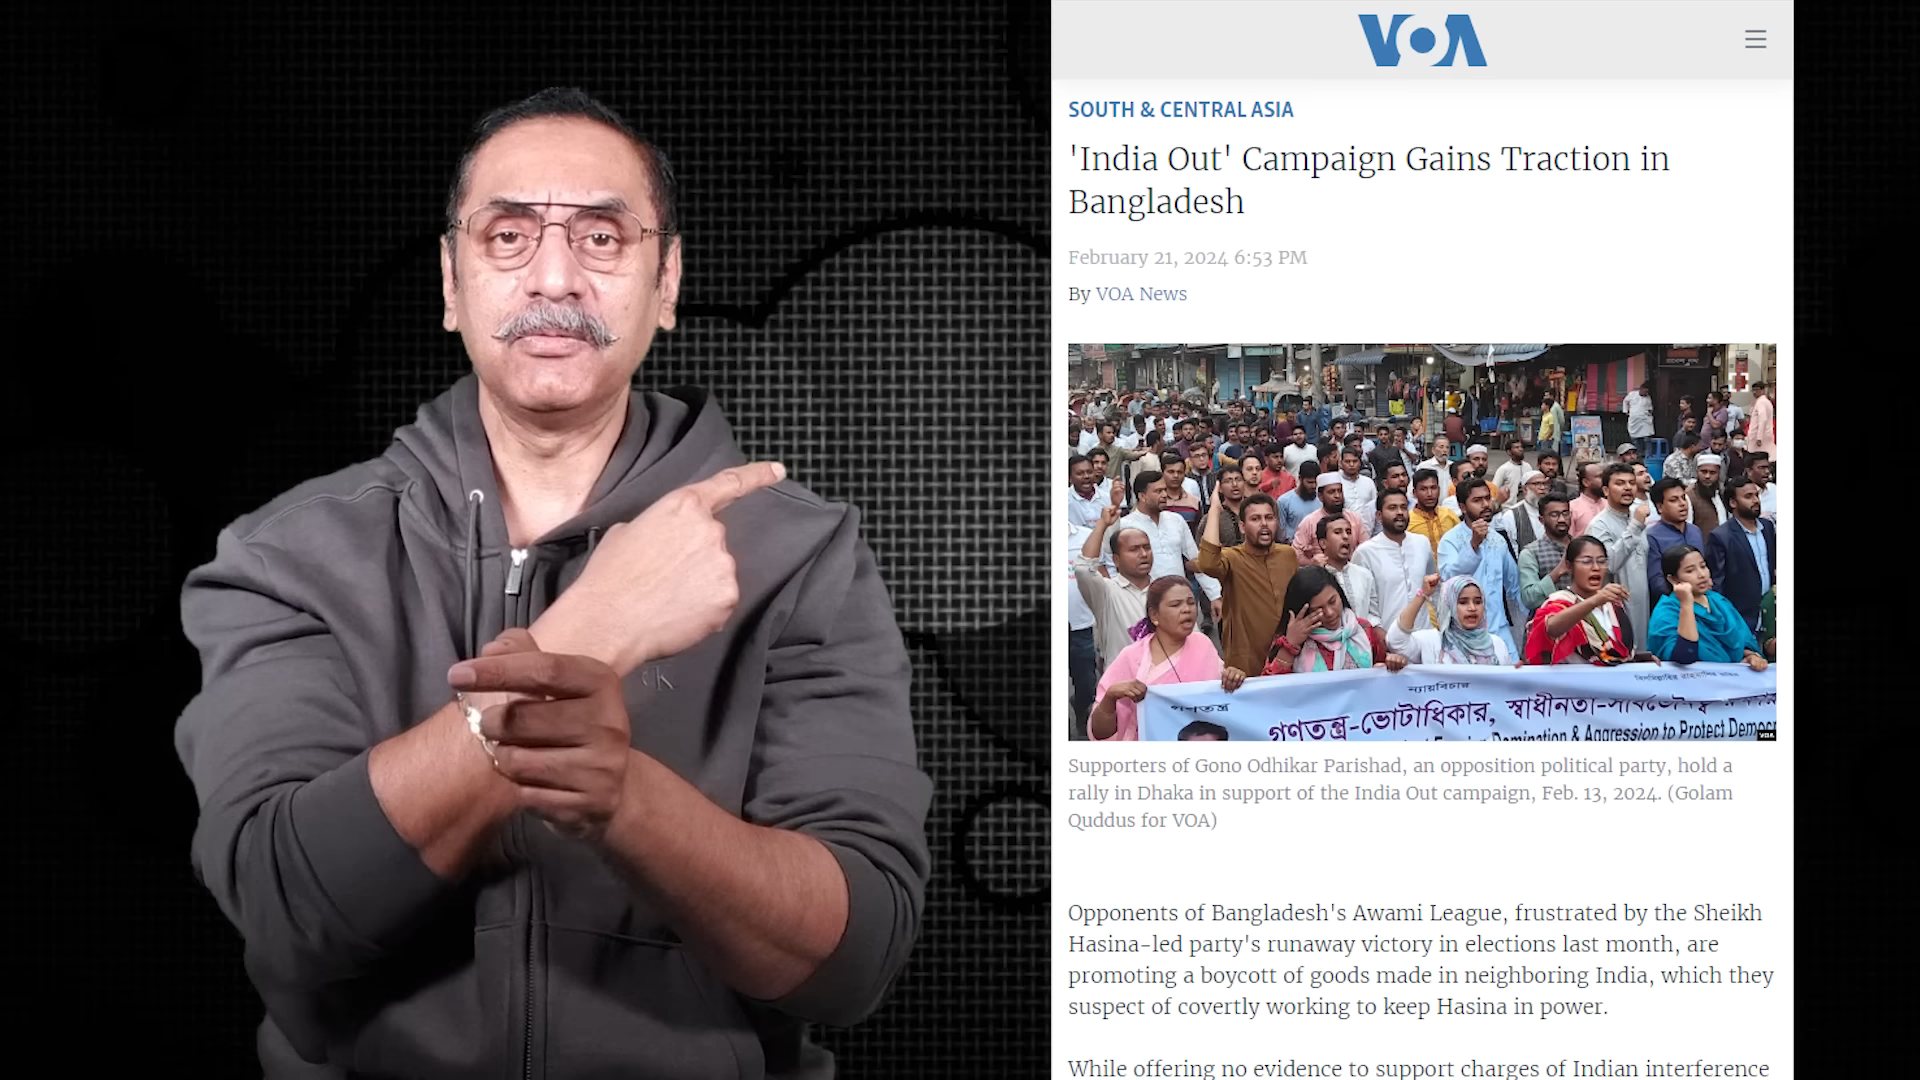 VOA
SOUTH & CENTRAL ASIA
'India Out' Campaign Gains Traction in
Bangladesh
February 21, 2024 6:53 PM
By VOA News
ন্যায়বিচার
গণতন্ত্র
গণতন্ত্র-ভোটাধিকার, স্বাধীনতা-সার্বভৌমত্ব
Domination & Aggression to Protect
VOA
Supporters of Gono Odhikar Parishad, an opposition political party, hold a
rally in Dhaka in support of the India Out campaign, Feb. 13, 2024. (Golam
Quddus for VOA)
Opponents of Bangladesh's Awami League, frustrated by the Sheikh
Hasina-led party's runaway victory in elections last month, are
promoting a boycott of goods made in neighboring India, which they
suspect of covertly working to keep Hasina in power.
While offering no evidence to support charges of Indian interference